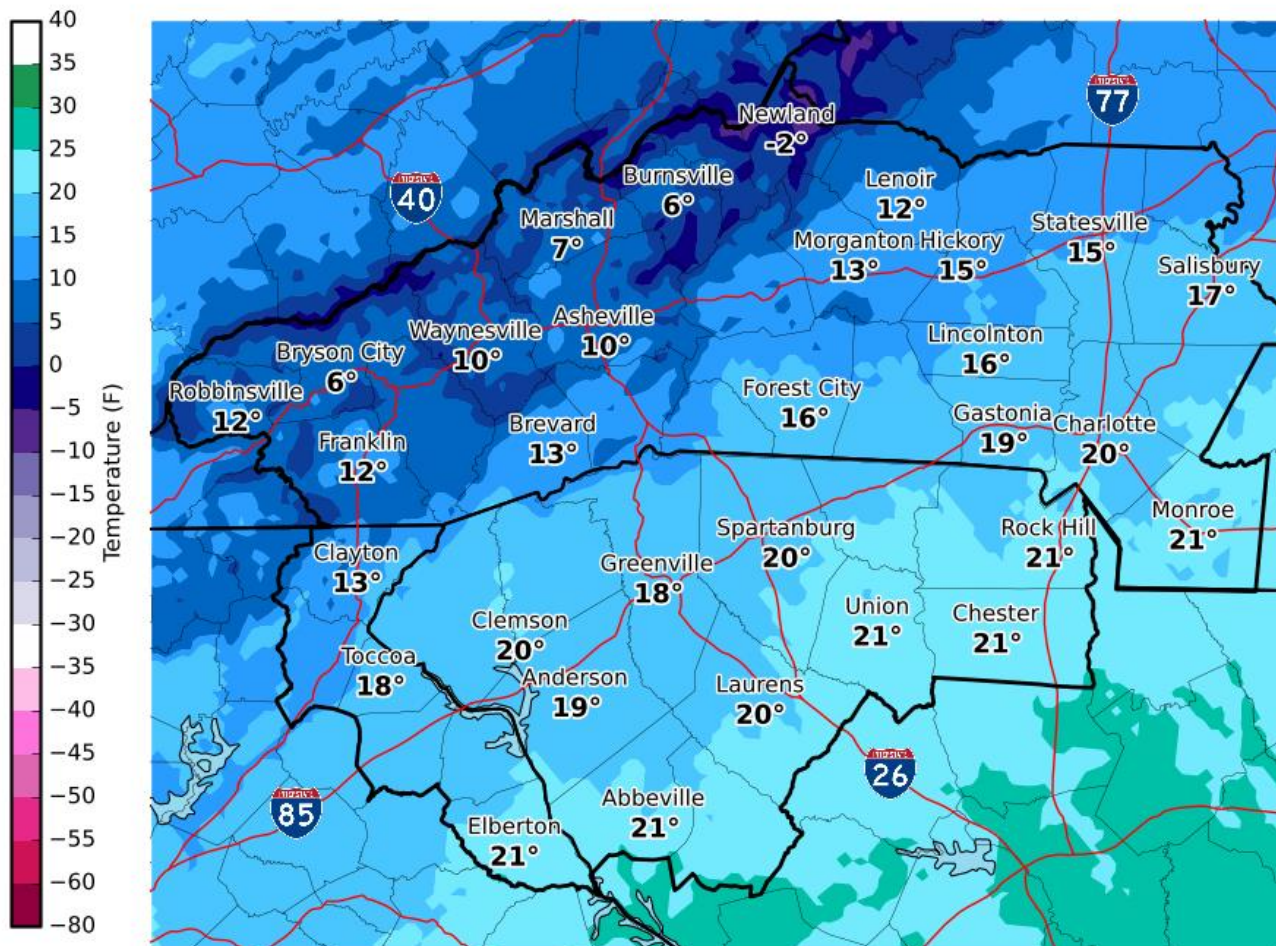 40
35
30
25
20
15
10
5
0
−5
−10
−15
−20
−25
−30
−35
−40
−45
−50
−55
−60
−80
Temperature (F)
77
Newland
-2°
40
Burnsville
6°
Lenoir
12°
Marshall
7°
Statesville
15°
Morganton
13°
Hickory
15°
Salisbury
17°
Asheville
10°
Waynesville
10°
Lincolnton
16°
Bryson City
6°
Robbinsville
12°
Forest City
16°
Brevard
13°
Gastonia
19°
Charlotte
20°
Franklin
12°
Monroe
21°
Spartanburg
20°
Rock Hill
21°
Clayton
13°
Greenville
18°
Union
21°
Chester
21°
Clemson
20°
Toccoa
18°
Anderson
19°
Laurens
20°
26
85
Abbeville
21°
Elberton
21°